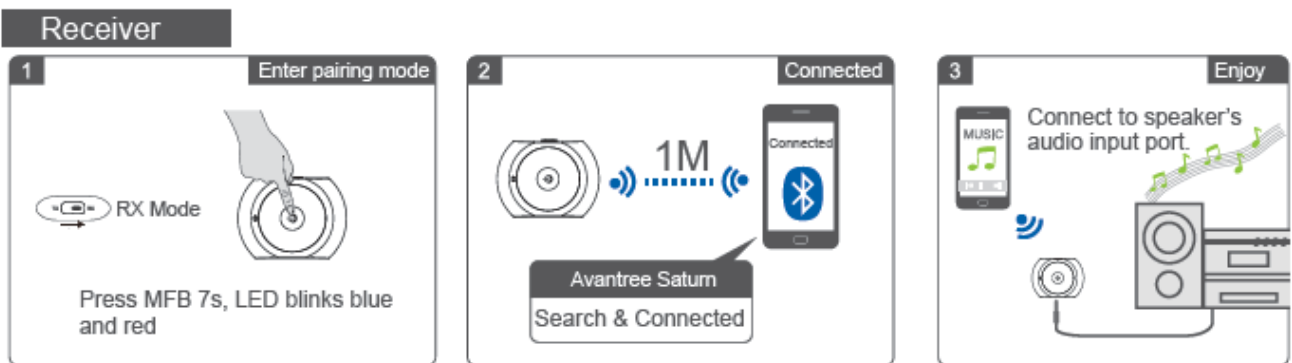 Receiver
1
Enter pairing mode
RX Mode
Press MFB 7s, LED blinks blue
and red
2
Connected
1M
Connected
Avantree Saturn
Search & Connected
3
Enjoy
Connect to speaker's
audio input port.
MUSIC